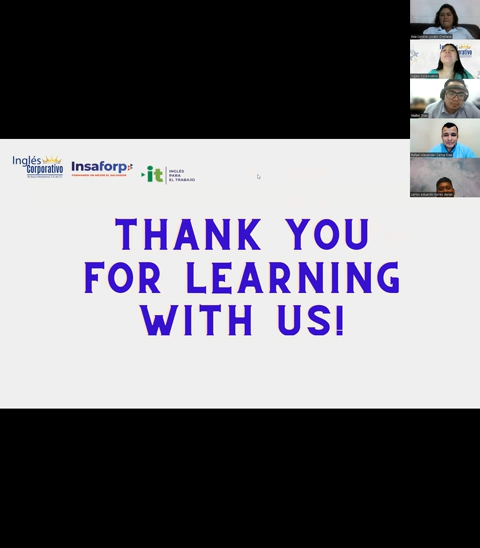 Inglés
Corporativo
Insaforp
it
INGLÉS
PARA
EL TRABAJO
THANK YOU
FOR LEARNING
WITH US!